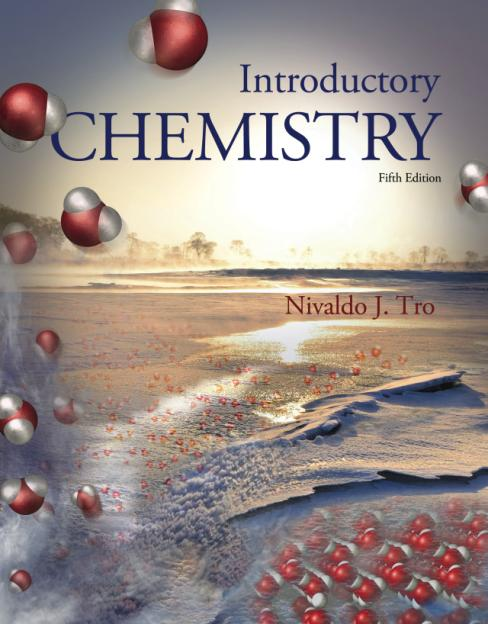 Introductory
CHEMISTRY
Fifth Edition
Nivaldo J. Tro